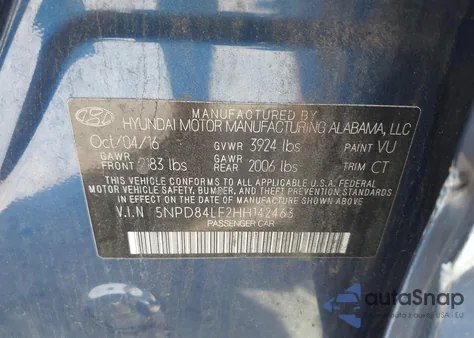 MANUFACTURED BY
HYUNDAI MOTOR MANUFACTURING ALABAMA, LLC
Oct/04/16 GVWR 3924 lbs PAINT VU
GAWR FRONT 2183 lbs GAWR REAR 2006 lbs TRIM CT
THIS VEHICLE CONFORMS TO ALL APPLICABLE U.S. FEDERAL
MOTOR VEHICLE SAFETY, BUMPER, AND THEFT PREVENTION STANDARDS
IN EFFECT ON THE DATE OF MANUFACTURE SHOWN ABOVE.
V.I.N 5NPD84LF2HH142463
PASSENGER CAR
autoSnap